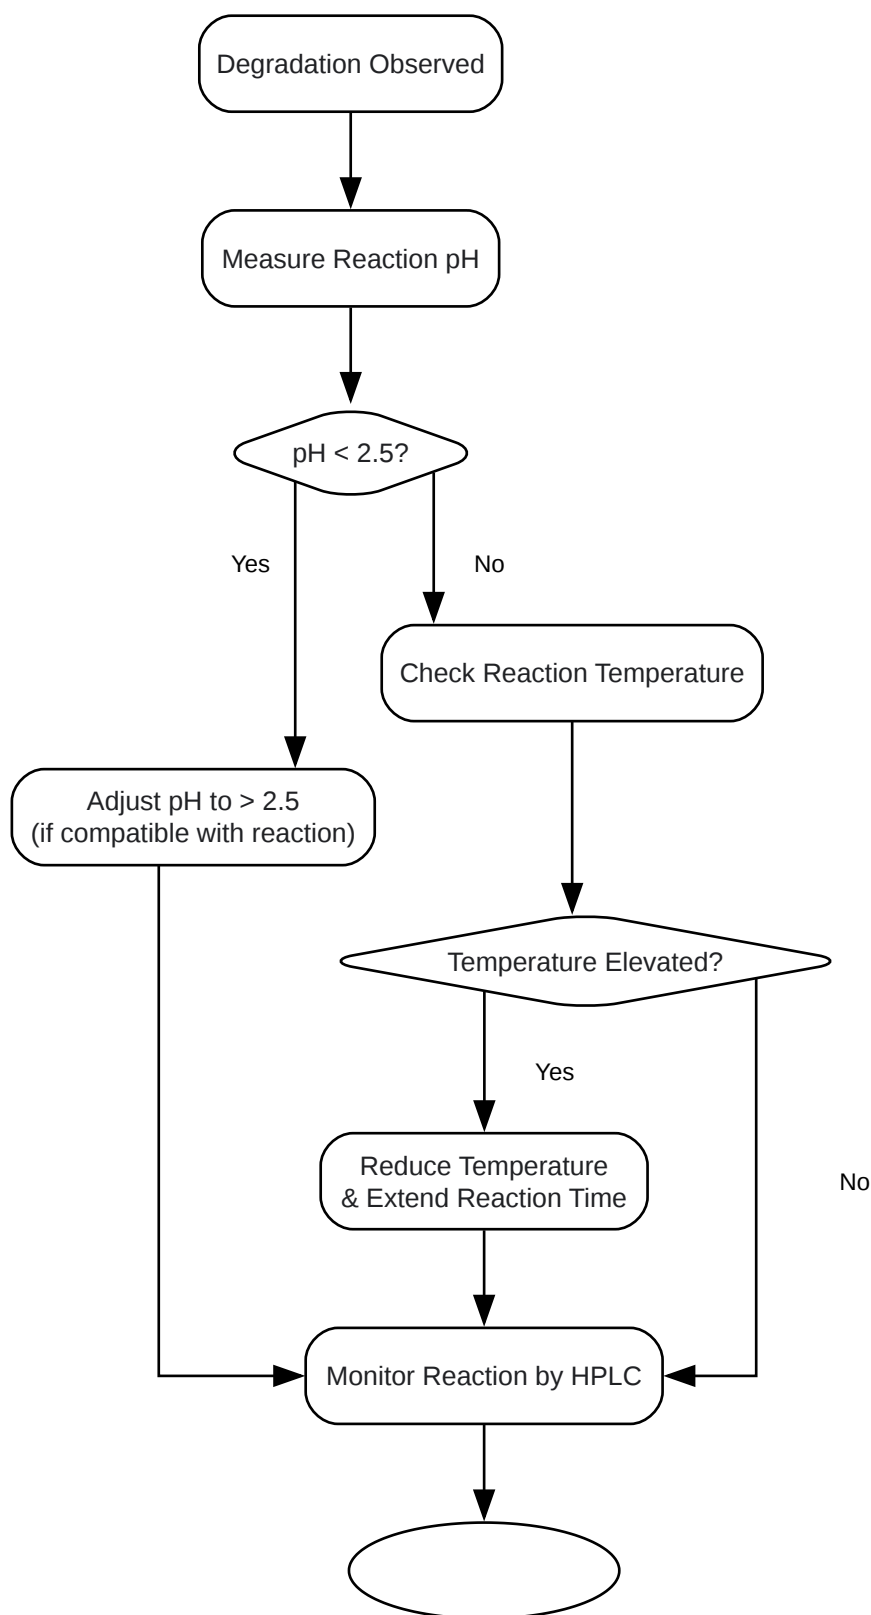 Degradation Observed
Measure Reaction pH
pH < 2.5?
Yes
No
Check Reaction Temperature
Adjust pH to > 2.5
(if compatible with reaction)
Temperature Elevated?
Yes
Reduce Temperature
& Extend Reaction Time
No
Monitor Reaction by HPLC